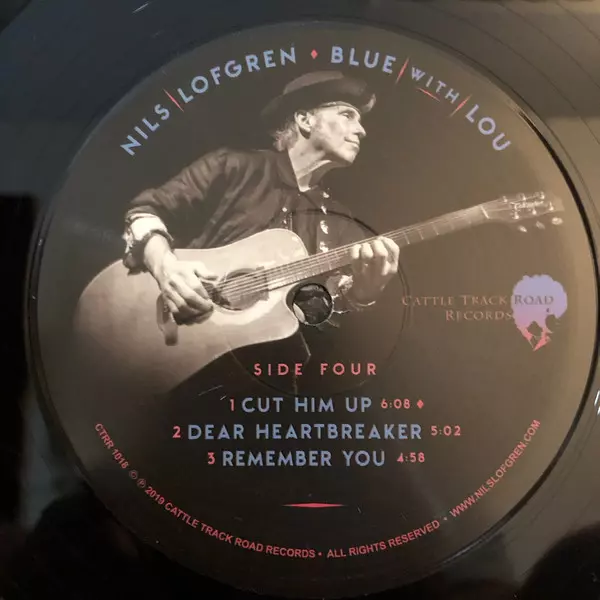 NILS LOFGREN ♦ BLUE WITH LOU
CATTLE TRACK ROAD
RECORDS
SIDE FOUR
1 CUT HIM UP 6:08 ♦
2 DEAR HEARTBREAKER 5:02
3 REMEMBER YOU 4:58
CTRR 1018 © ℗ 2019 CATTLE TRACK ROAD RECORDS • ALL RIGHTS RESERVED • WWW.NILSLOFGREN.COM